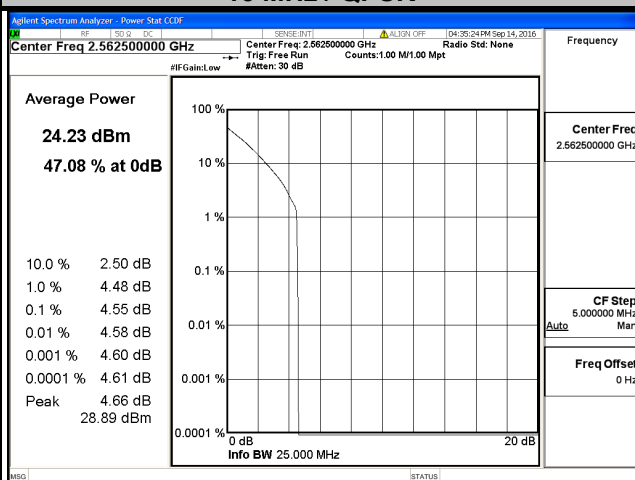 Agilent Spectrum Analyzer - Power Stat CCDF
LXI RF 50 Ω DC SENSE:INT ALIGN OFF 04:35:24 PM Sep 14, 2016
Center Freq 2.562500000 GHz
Center Freq: 2.562500000 GHz Radio Std: None
Trig: Free Run Counts:1.00 M/1.00 Mpt
#IFGain:Low #Atten: 30 dB
Frequency
Average Power
24.23 dBm
47.08 % at 0dB
10.0 % 2.50 dB
1.0 % 4.48 dB
0.1 % 4.55 dB
0.01 % 4.58 dB
0.001 % 4.60 dB
0.0001 % 4.61 dB
Peak 4.66 dB
28.89 dBm
100 %
10 %
1 %
0.1 %
0.01 %
0.001 %
0.0001 %
0 dB 20 dB
Info BW 25.000 MHz
Center Freq
2.562500000 GHz
CF Step
5.000000 MHz
Auto Man
Freq Offset
0 Hz
MSG STATUS